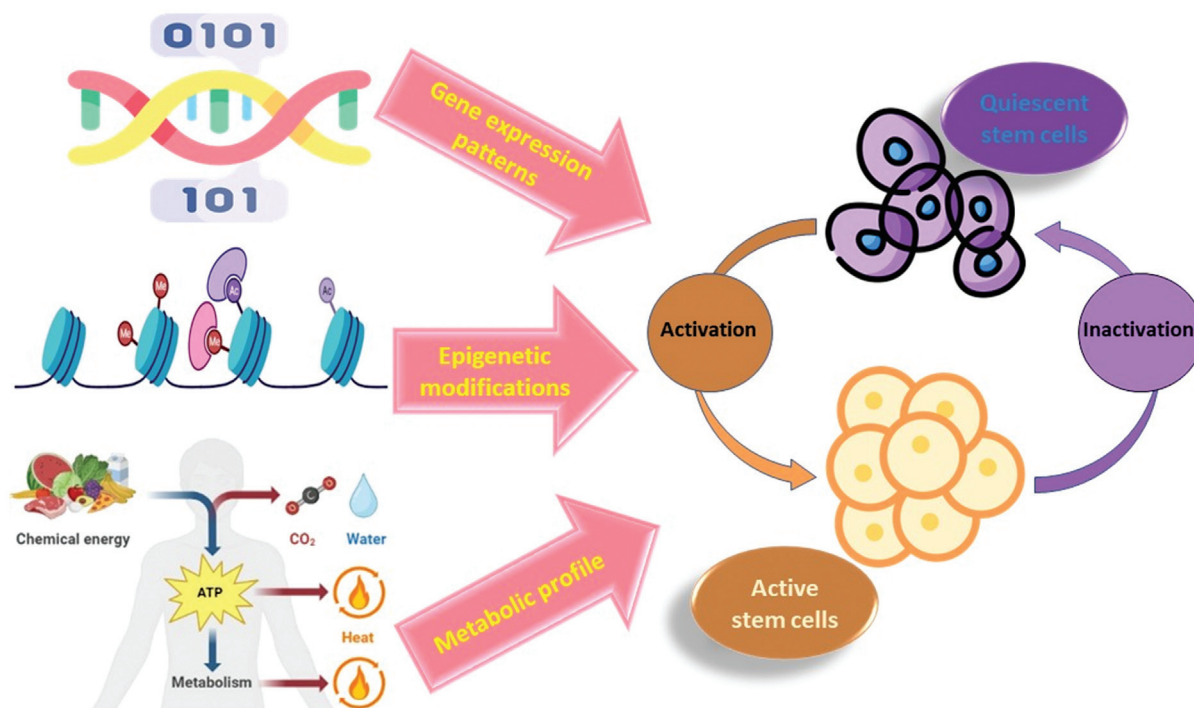 0101
101
Gene expression
patterns
Quiescent
stem cells
Me
Me
Me
Ac
Ac
Epigenetic
modifications
Activation
Inactivation
Chemical energy
C
CO₂
Water
ATP
Heat
Metabolism
Metabolic profile
Active
stem cells